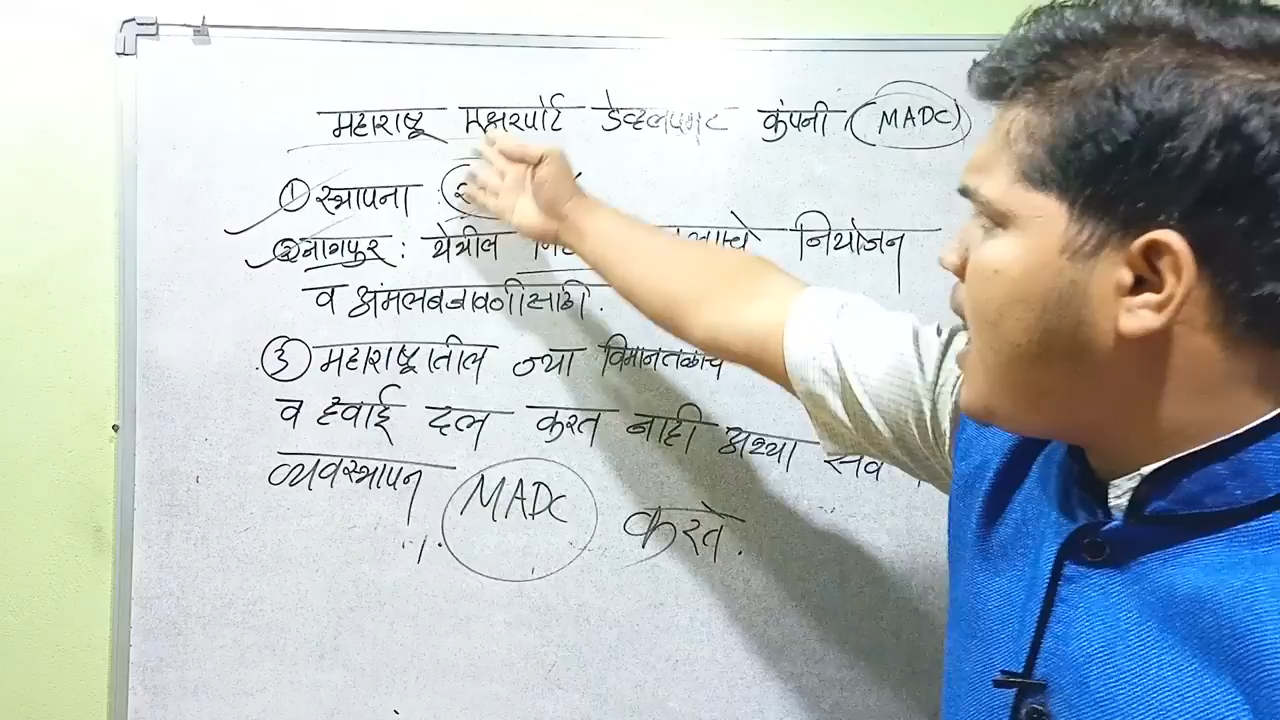 महाराष्ट्र एअरपोर्ट डेव्हलपमेंट कंपनी (MADC)
① स्थापना
② नागपुर : येथील नियोजन
व अंमलबजावणीसाठी.
③ महाराष्ट्रातील ज्या विमानतळाचे
व हवाई दल करत नाही अश्या सर्व
व्यवस्थापन MADC करते.